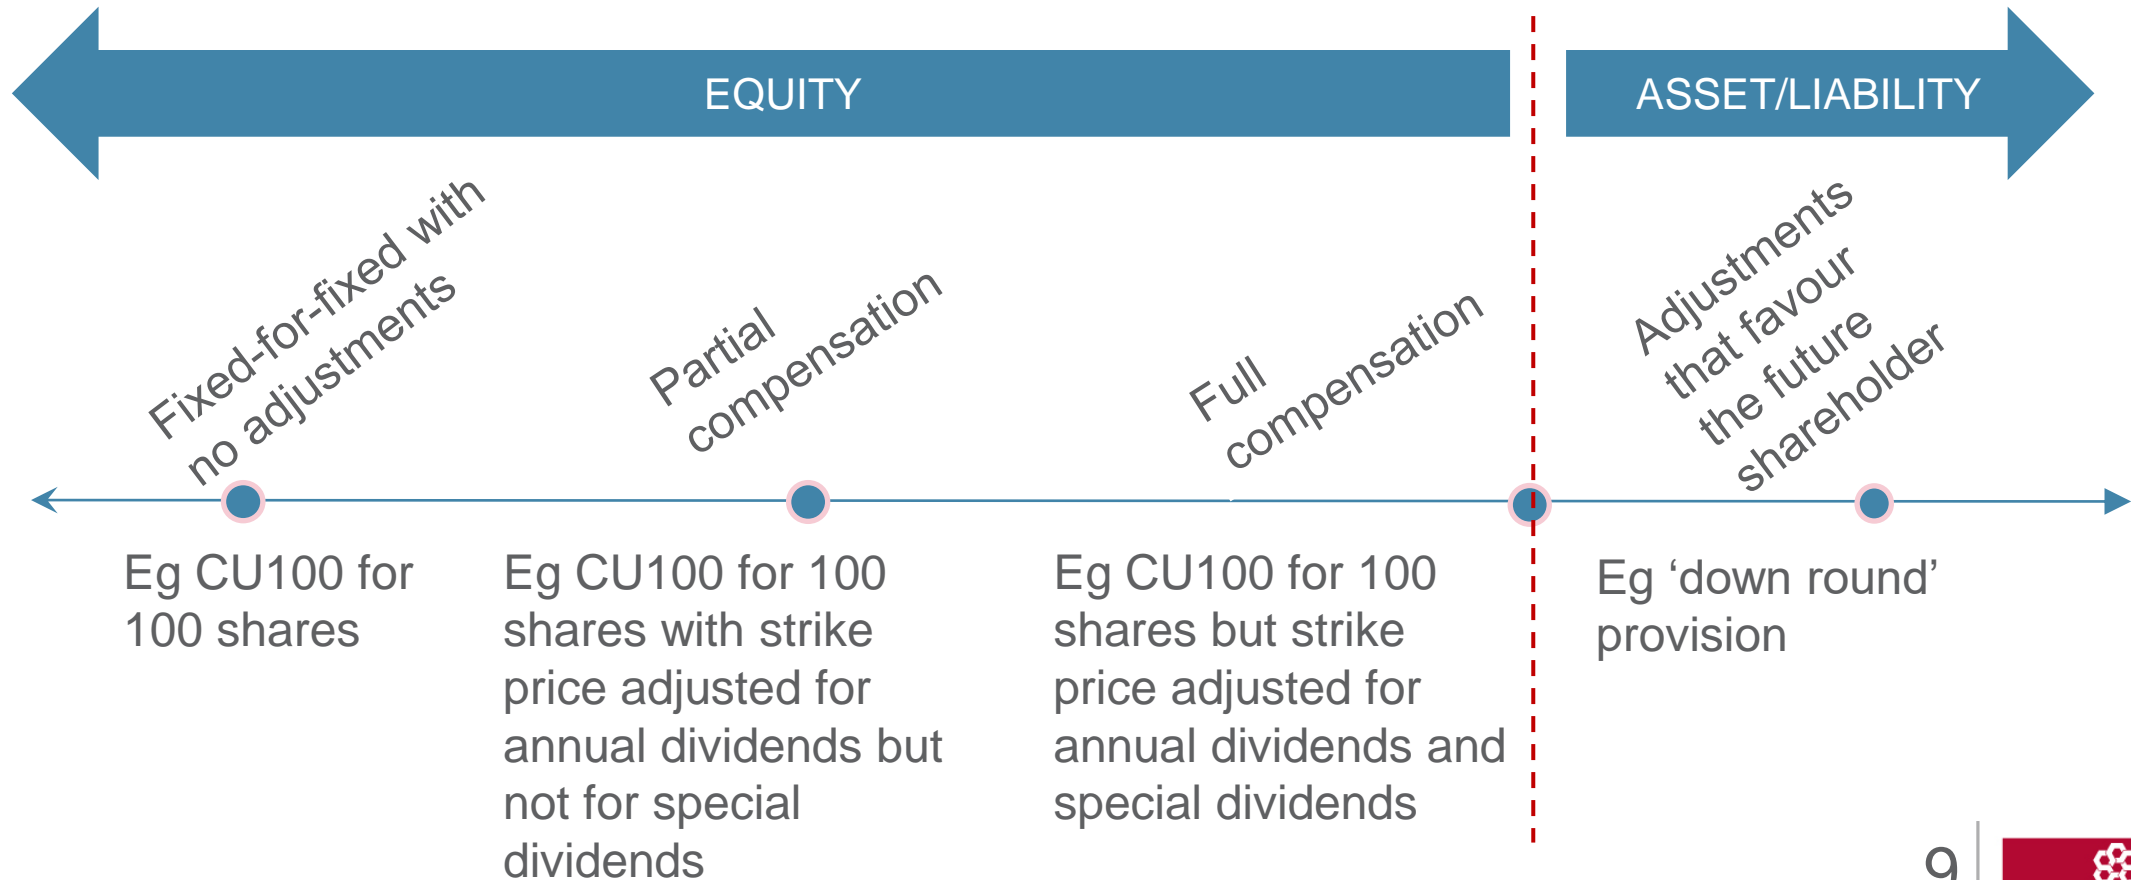 EQUITY
ASSET/LIABILITY
Fixed-for-fixed with
no adjustments
Partial
compensation
Full
compensation
Adjustments
that favour
the future
shareholder
Eg CU100 for
100 shares
Eg CU100 for 100
shares with strike
price adjusted for
annual dividends but
not for special
dividends
Eg CU100 for 100
shares but strike
price adjusted for
annual dividends and
special dividends
Eg ‘down round’
provision
9